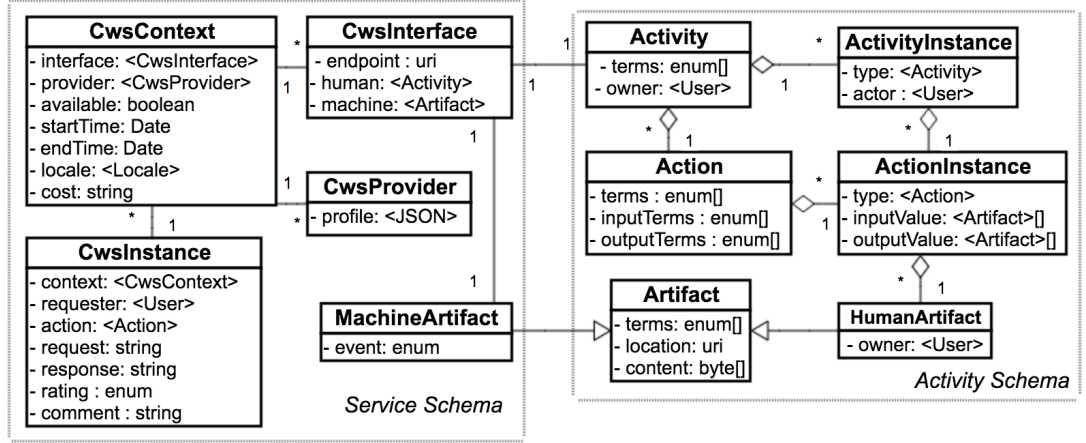 CwsContext
- interface: <CwsInterface>
- provider: <CwsProvider>
- available: boolean
- startTime: Date
- endTime: Date
- locale: <Locale>
- cost: string
*
1
CwsInterface
- endpoint : uri
- human: <Activity>
- machine: <Artifact>
1
1
1
*
CwsProvider
- profile: <JSON>
*
1
CwsInstance
- context: <CwsContext>
- requester: <User>
- action: <Action>
- request: string
- response: string
- rating : enum
- comment : string
1
1
MachineArtifact
- event: enum
Service Schema
1
Activity
- terms: enum[]
- owner: <User>
*
1
ActivityInstance
- type: <Activity>
- actor : <User>
*
1
*
1
Action
- terms : enum[]
- inputTerms : enum[]
- outputTerms : enum[]
*
1
ActionInstance
- type: <Action>
- inputValue: <Artifact>[]
- outputValue: <Artifact>[]
*
1
Artifact
- terms: enum[]
- location: uri
- content: byte[]
HumanArtifact
- owner: <User>
Activity Schema